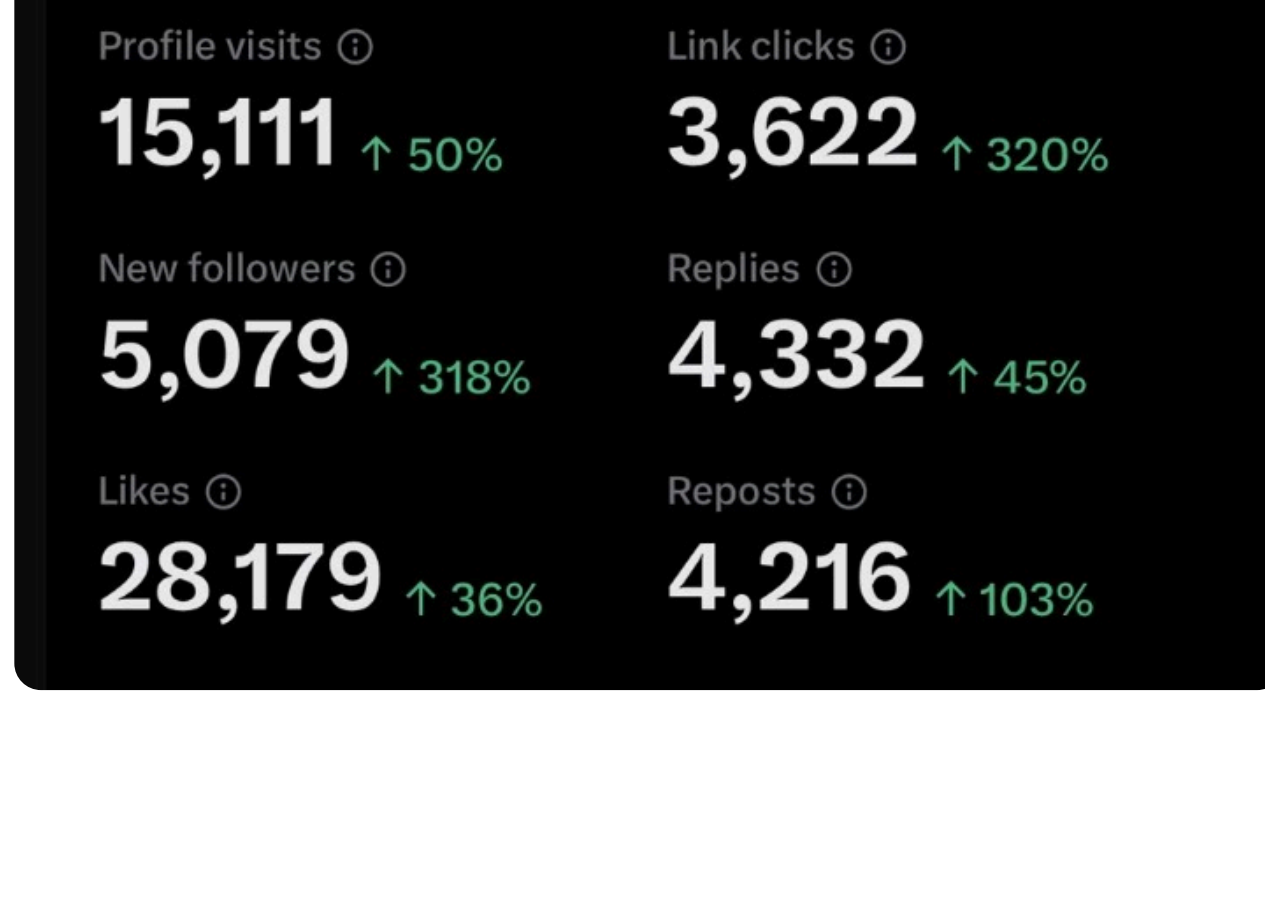 Profile visits
Link clicks
15,111 ↑ 50%
3,622 ↑ 320%
New followers
Replies
5,079 ↑ 318%
4,332 ↑ 45%
Likes
Reposts
28,179 ↑ 36%
4,216 ↑ 103%